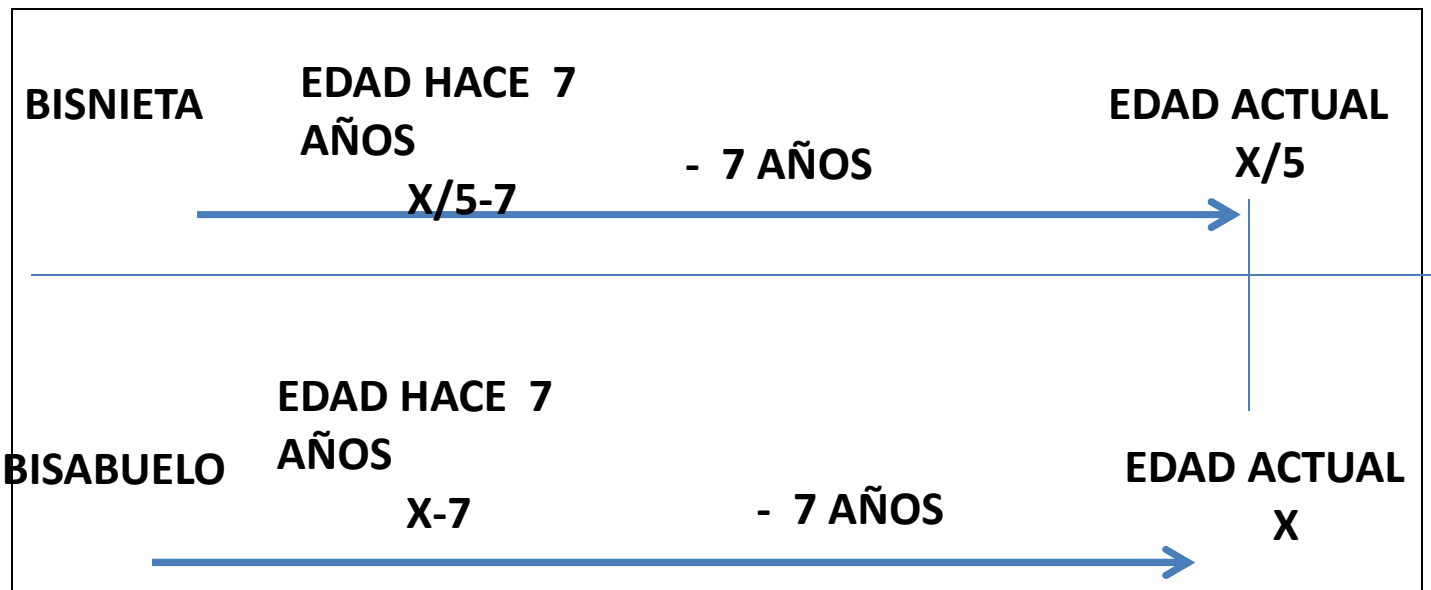 BISNIETA
EDAD HACE 7
AÑOS
X/5-7
- 7 AÑOS
EDAD ACTUAL
X/5
BISABUELO
EDAD HACE 7
AÑOS
X-7
- 7 AÑOS
EDAD ACTUAL
X